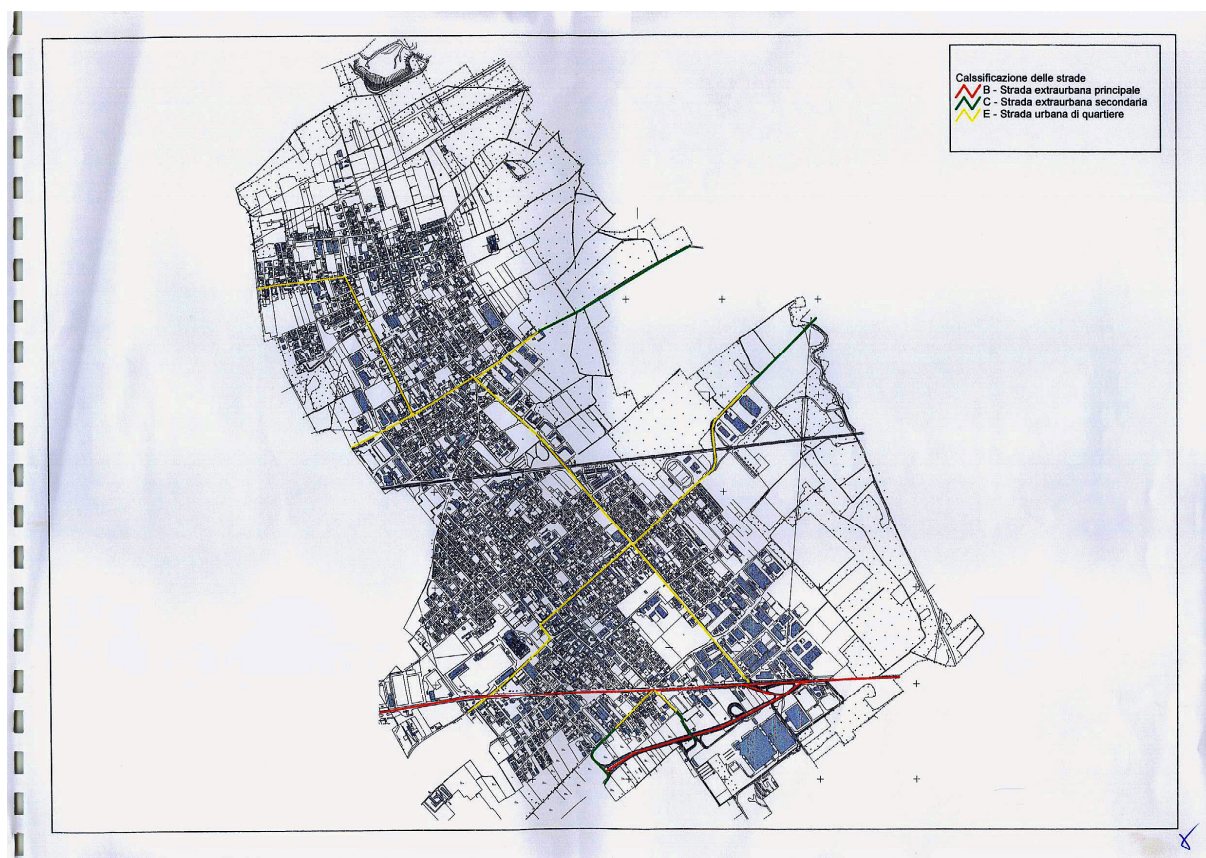 Calssificazione delle strade
B - Strada extraurbana principale
C - Strada extraurbana secondaria
E - Strada urbana di quartiere